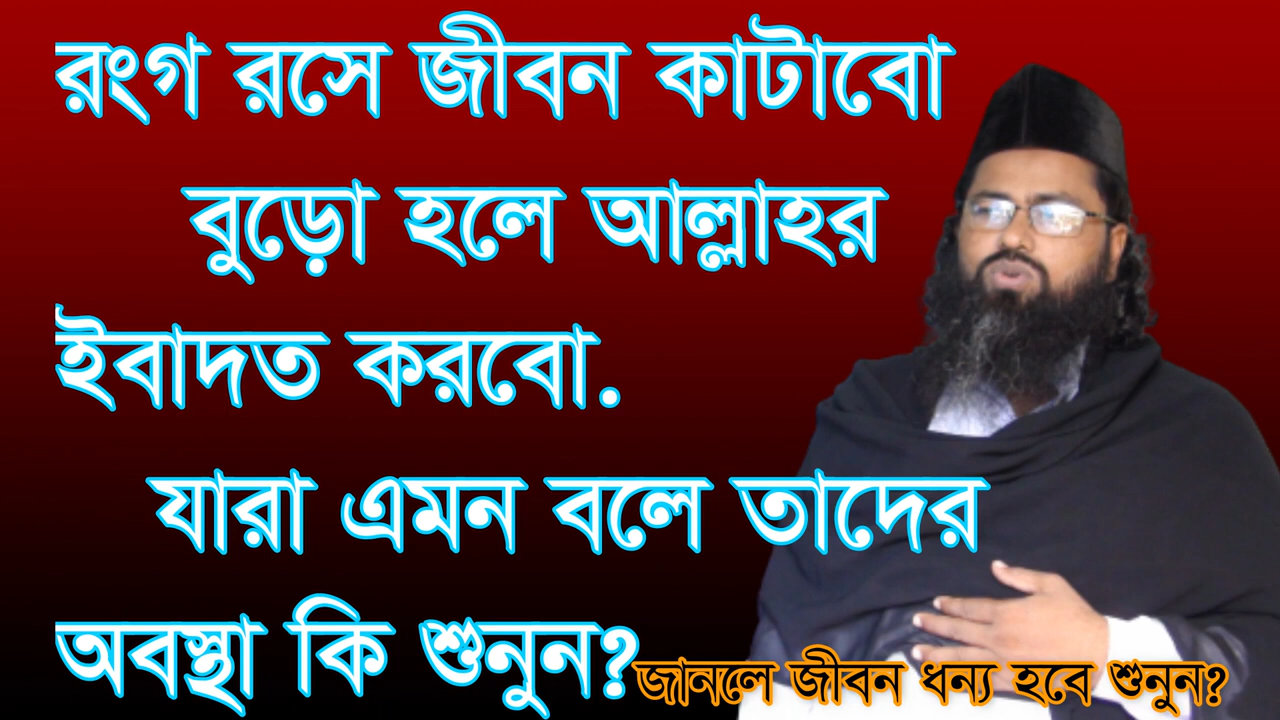 রংগ রসে জীবন কাটাবো
বুড়ো হলে আল্লাহর
ইবাদত করবো.
যারা এমন বলে তাদের
অবস্থা কি শুনুন?
জানলে জীবন ধন্য হবে শুনুন?